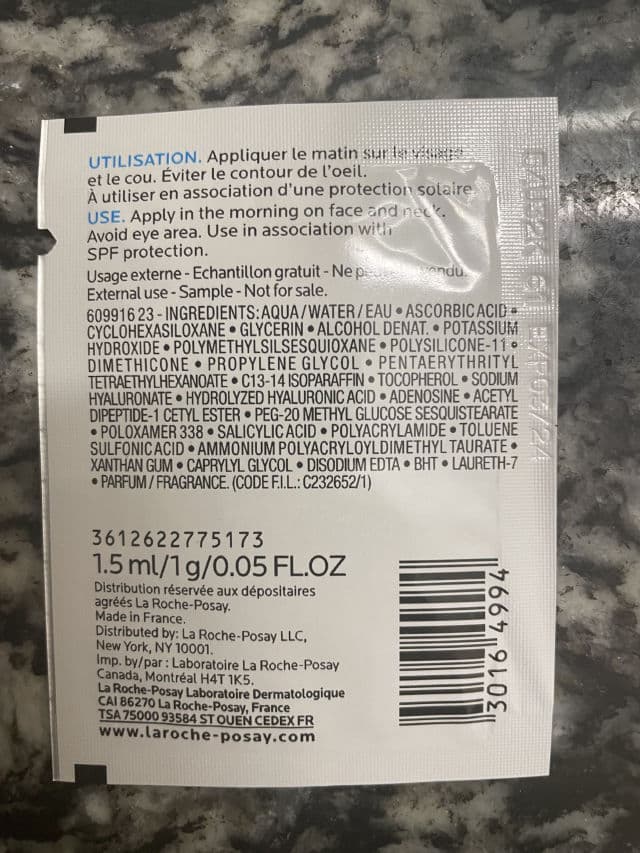 UTILISATION. Appliquer le matin sur le visage
et le cou. Éviter le contour de l'oeil.
À utiliser en association d'une protection solaire
USE. Apply in the morning on face and neck.
Avoid eye area. Use in association with
SPF protection.
Usage externe - Echantillon gratuit - Ne vendu.
External use - Sample - Not for sale.
609916 23 - INGREDIENTS: AQUA / WATER / EAU • ASCORBIC ACID •
CYCLOHEXASILOXANE • GLYCERIN • ALCOHOL DENAT. • POTASSIUM
HYDROXIDE • POLYMETHYLSILSESQUIOXANE • POLYSILICONE-11 •
DIMETHICONE • PROPYLENE GLYCOL • PENTAERYTHRITYL
TETRAETHYLHEXANOATE • C13-14 ISOPARAFFIN • TOCOPHEROL • SODIUM
HYALURONATE • HYDROLYZED HYALURONIC ACID • ADENOSINE • ACETYL
DIPEPTIDE-1 CETYL ESTER • PEG-20 METHYL GLUCOSE SESQUISTEARATE
• POLOXAMER 338 • SALICYLIC ACID • POLYACRYLAMIDE • TOLUENE
SULFONIC ACID • AMMONIUM POLYACRYLOYLDIMETHYL TAURATE •
XANTHAN GUM • CAPRYLYL GLYCOL • DISODIUM EDTA • BHT • LAURETH-7
• PARFUM / FRAGRANCE. (CODE F.I.L.: C232652/1)
3612622775173
1.5 ml/1 g/0.05 FL.OZ
Distribution réservée aux dépositaires
agréés La Roche-Posay.
Made in France.
Distributed by: La Roche-Posay LLC,
New York, NY 10001.
Imp. by/par : Laboratoire La Roche-Posay
Canada, Montréal H4T 1K5.
La Roche-Posay Laboratoire Dermatologique
CAI 86270 La Roche-Posay, France
TSA 75000 93584 ST OUEN CEDEX FR
www.laroche-posay.com
3016 4994